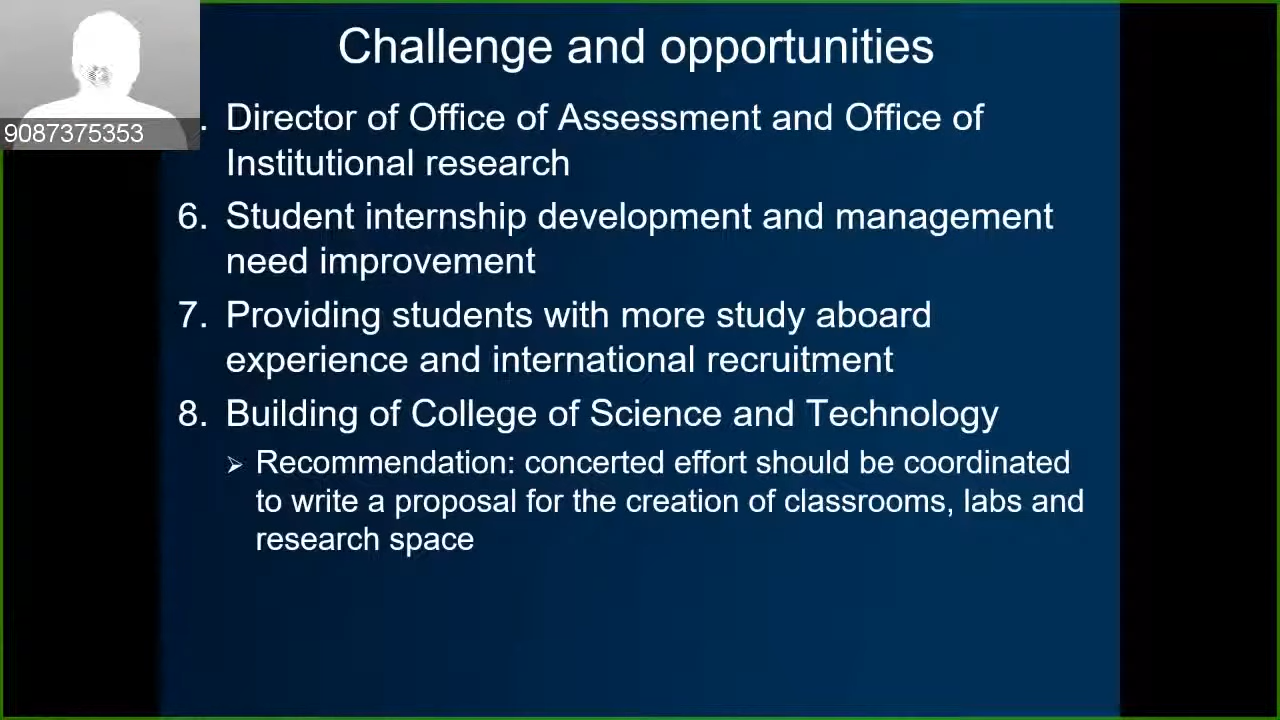 Challenge and opportunities
9087375353
. Director of Office of Assessment and Office of
Institutional research
6. Student internship development and management
need improvement
7. Providing students with more study aboard
experience and international recruitment
8. Building of College of Science and Technology
➢ Recommendation: concerted effort should be coordinated
to write a proposal for the creation of classrooms, labs and
research space